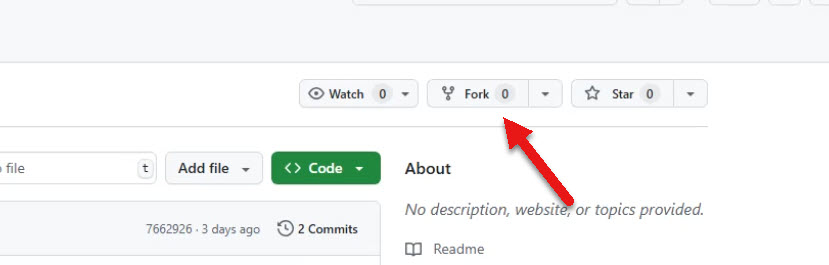 Watch 0
Fork 0
Star 0
o file t
Add file
Code
About
No description, website, or topics provided.
7662926 · 3 days ago
2 Commits
Readme